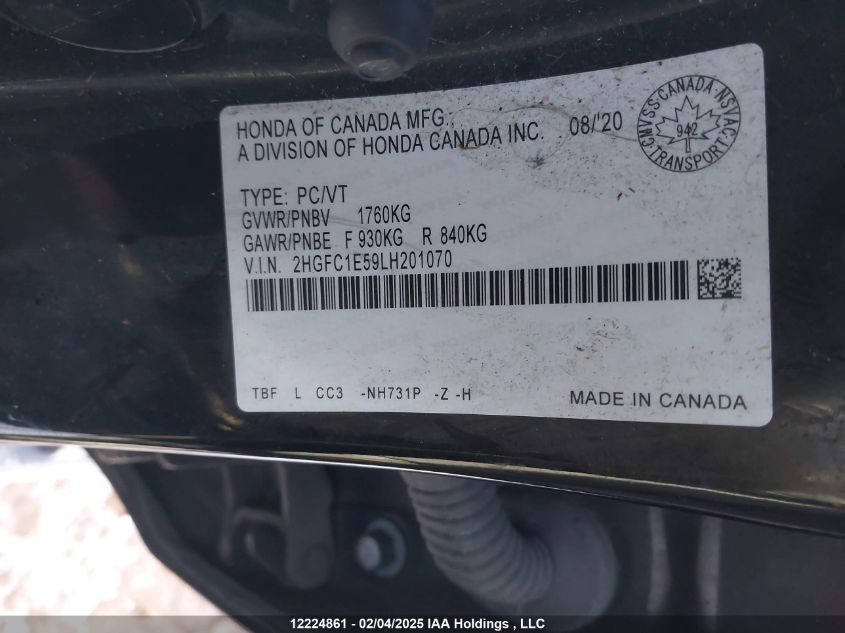 HONDA OF CANADA MFG.
A DIVISION OF HONDA CANADA INC. 08/'20
CMVSS CANADA-NSVAC
942
TRANSPORT
TYPE: PC/VT
GVWR/PNBV 1760KG
GAWR/PNBE F 930KG R 840KG
V.I.N. 2HGFC1E59LH201070
TBF L CC3 -NH731P -Z -H
MADE IN CANADA
12224861 - 02/04/2025 IAA Holdings , LLC